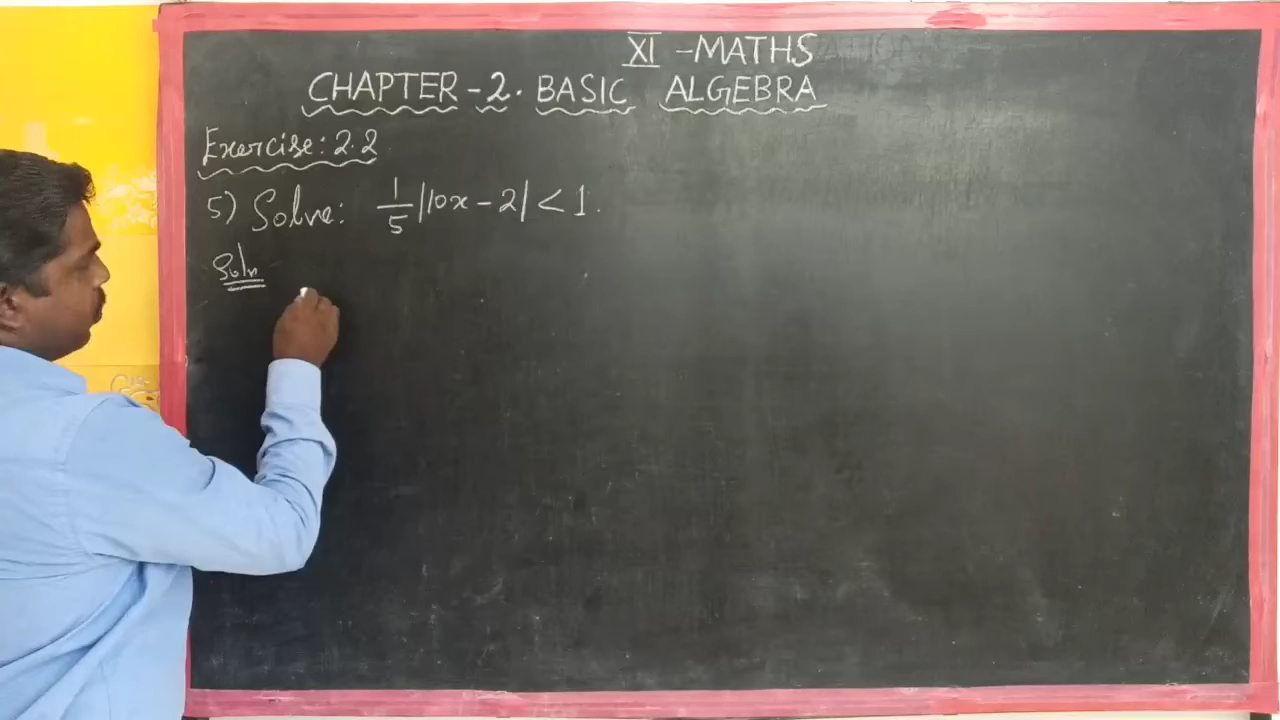 XI - MATHS
CHAPTER - 2. BASIC ALGEBRA
Exercise: 2.2
5) Solve: 1/5 |10x - 2| < 1.
Soln